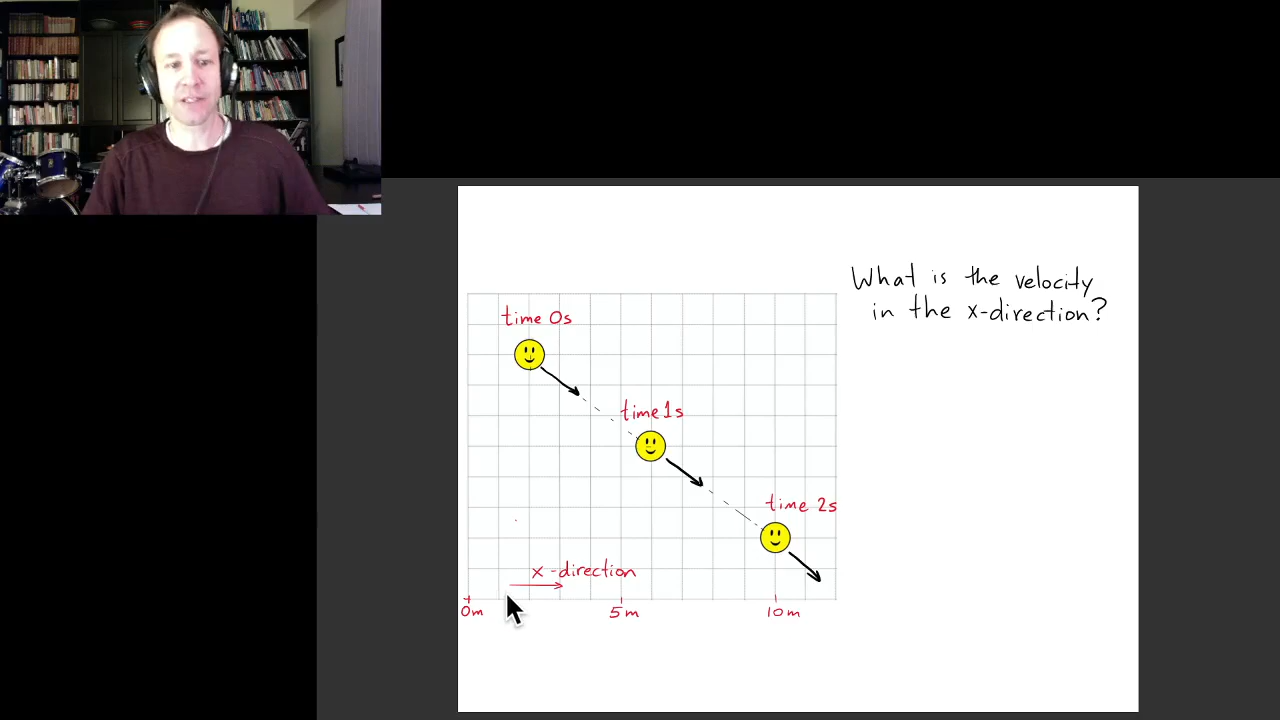 What is the velocity
in the x-direction?
time 0s
time 1s
time 2s
x-direction
0m
5m
10m